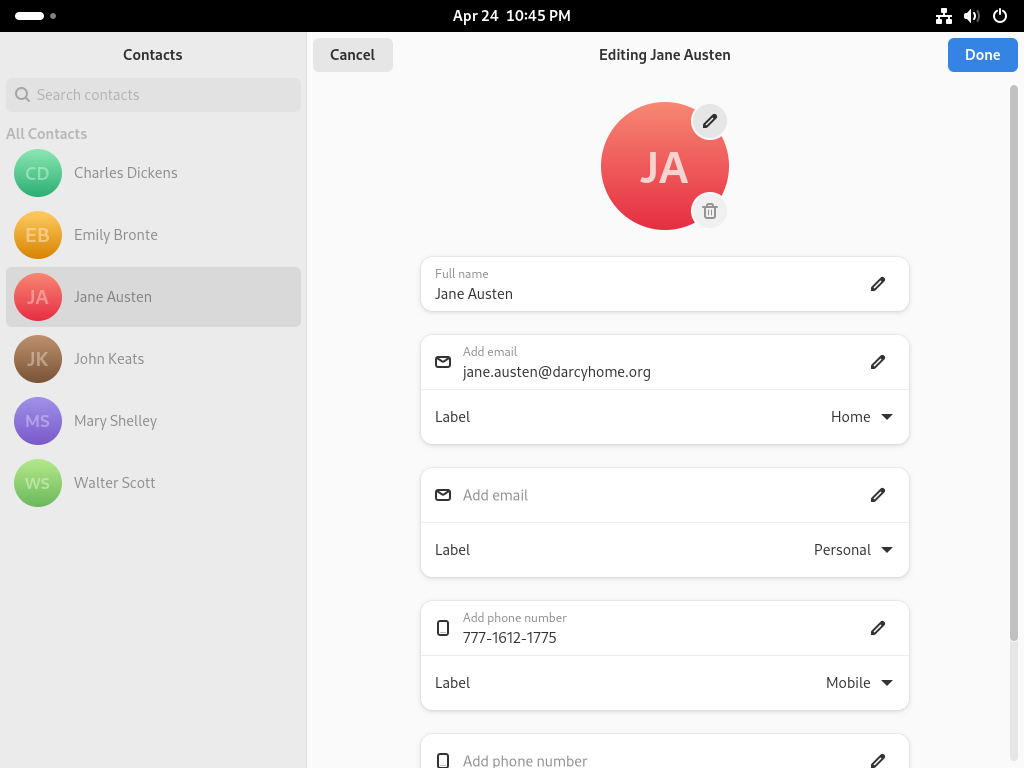 Apr 24 10:45 PM
Contacts
Cancel
Editing Jane Austen
Done
Search contacts
All Contacts
CD
Charles Dickens
EB
Emily Bronte
JA
Jane Austen
JK
John Keats
MS
Mary Shelley
WS
Walter Scott
JA
Full name
Jane Austen
Add email
jane.austen@darcyhome.org
Label
Home
Add email
Label
Personal
Add phone number
777-1612-1775
Label
Mobile
Add phone number